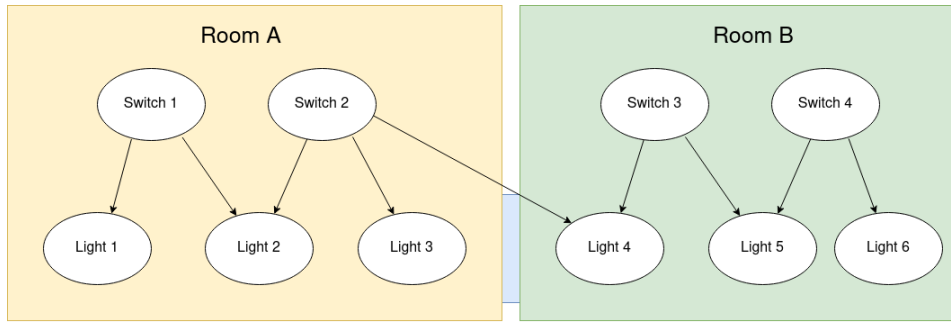 Room A
Room B
Switch 1
Switch 2
Switch 3
Switch 4
Light 1
Light 2
Light 3
Light 4
Light 5
Light 6